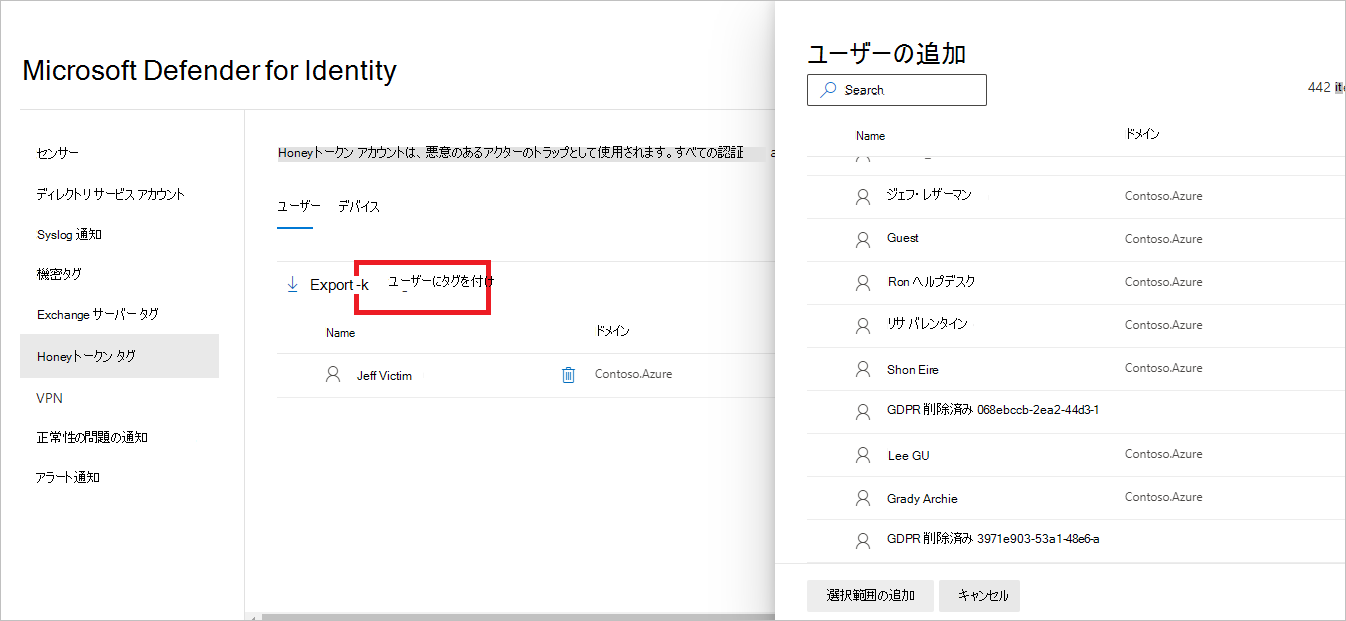 Microsoft Defender for Identity
センサー
ディレクトリ サービス アカウント
Syslog 通知
機密タグ
Exchange サーバー タグ
Honeyトークン タグ
VPN
正常性の問題の通知
アラート通知
Honeyトークン アカウントは、悪意のあるアクターのトラップとして使用されます。すべての認証
ユーザー デバイス
Export -k ユーザーにタグを付け
Name ドメイン
Jeff Victim Contoso.Azure
ユーザーの追加
Search
442
Name ドメイン
ジェフ・レザーマン Contoso.Azure
Guest Contoso.Azure
Ron ヘルプデスク Contoso.Azure
リサ バレンタイン Contoso.Azure
Shon Eire Contoso.Azure
GDPR 削除済み 068ebccb-2ea2-44d3-1
Lee GU Contoso.Azure
Grady Archie Contoso.Azure
GDPR 削除済み 3971e903-53a1-48e6-a
選択範囲の追加 キャンセル